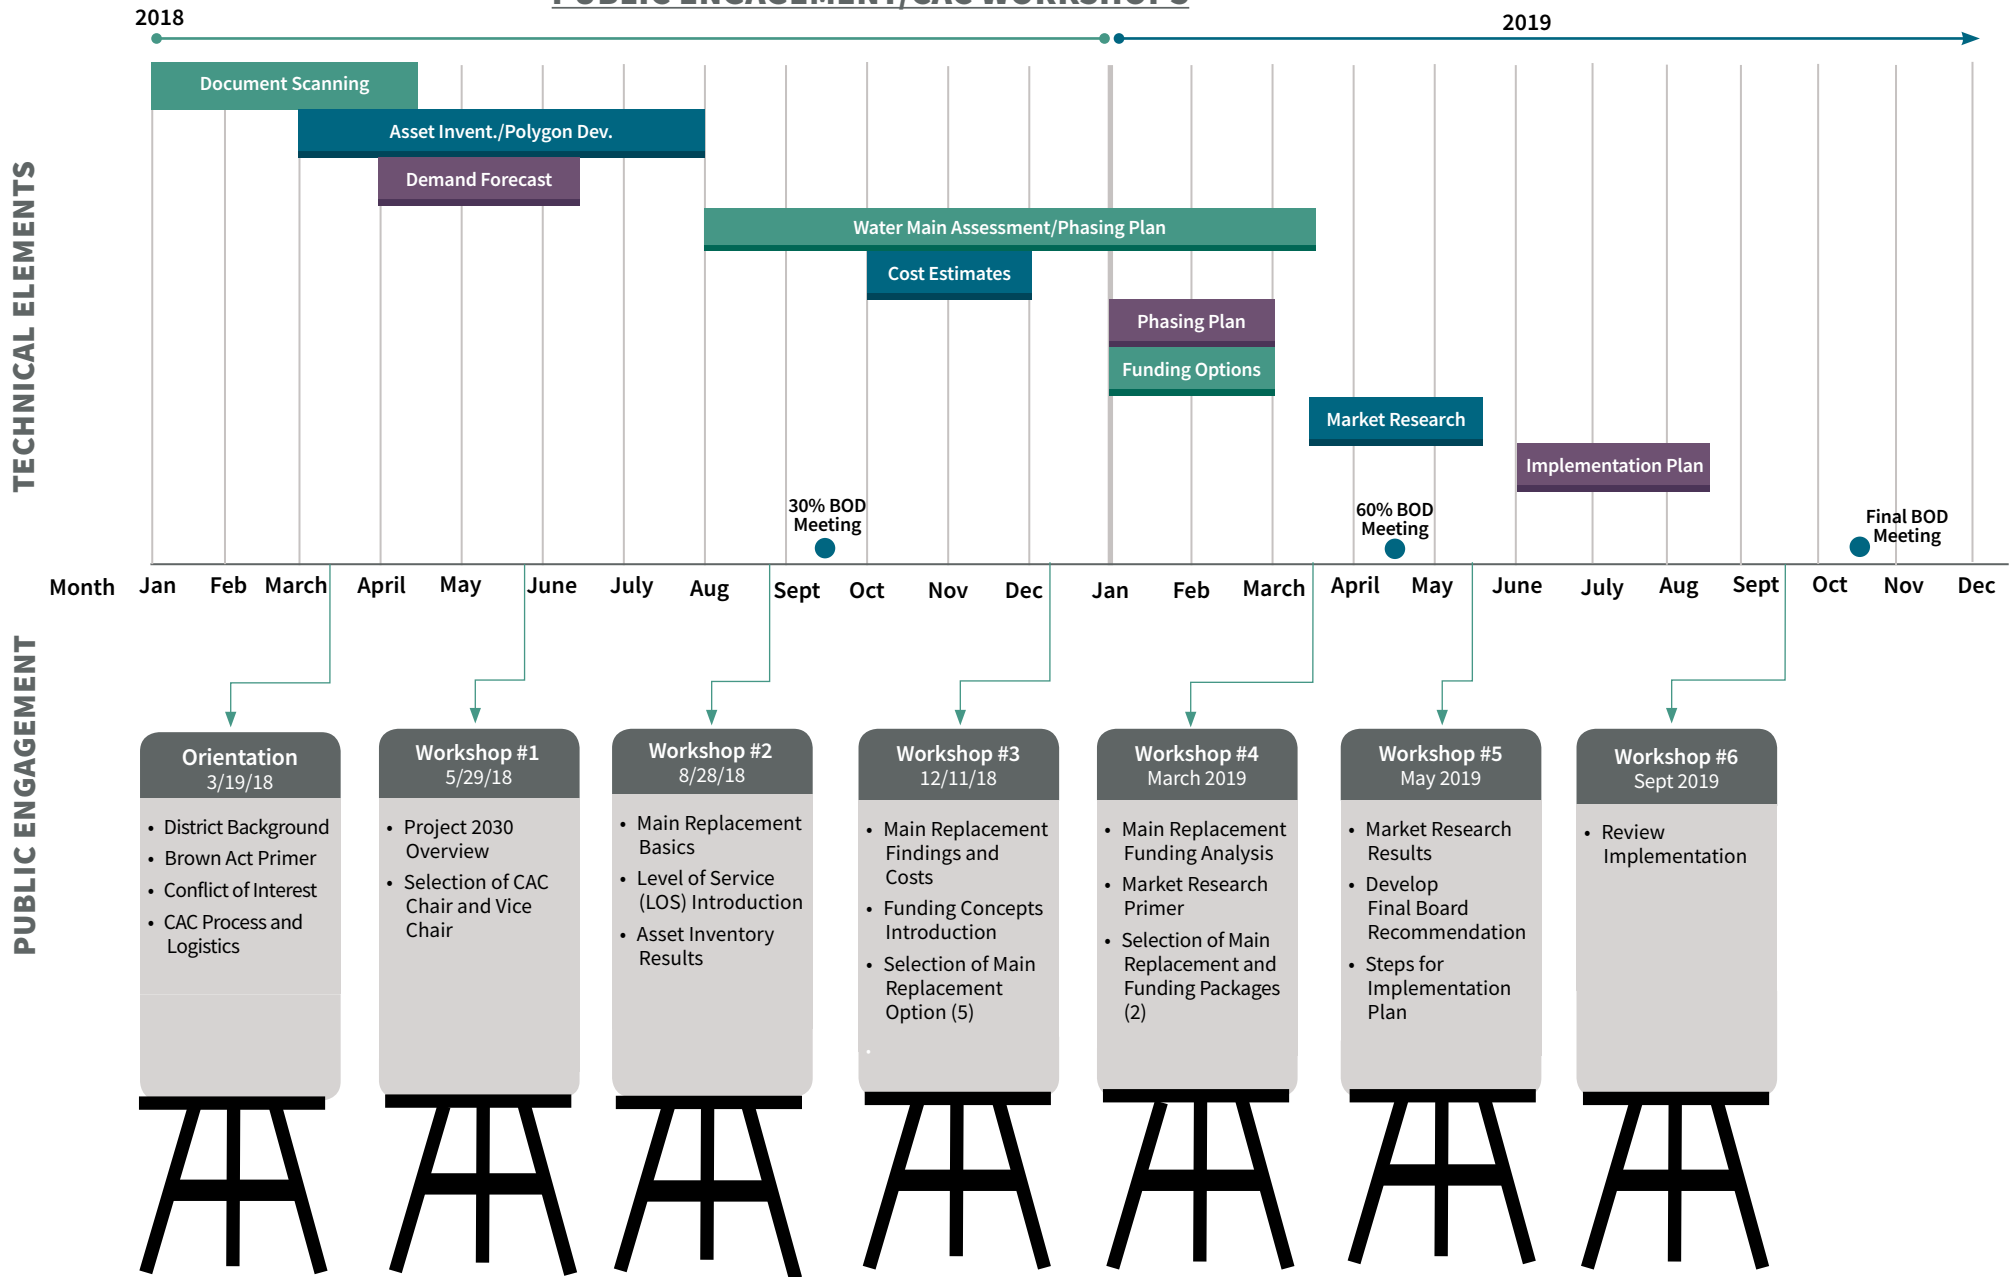 PUBLIC ENGAGEMENT/CAC WORKSHOPS
2018
2019
TECHNICAL ELEMENTS
Document Scanning
Asset Invent./Polygon Dev.
Demand Forecast
Water Main Assessment/Phasing Plan
Cost Estimates
Phasing Plan
Funding Options
Market Research
Implementation Plan
30% BOD
Meeting
60% BOD
Meeting
Final BOD
Meeting
Month Jan Feb March April May June July Aug Sept Oct Nov Dec Jan Feb March April May June July Aug Sept Oct Nov Dec
PUBLIC ENGAGEMENT
Orientation
3/19/18
• District Background
• Brown Act Primer
• Conflict of Interest
• CAC Process and
Logistics
Workshop #1
5/29/18
• Project 2030
Overview
• Selection of CAC
Chair and Vice
Chair
Workshop #2
8/28/18
• Main Replacement
Basics
• Level of Service
(LOS) Introduction
• Asset Inventory
Results
Workshop #3
12/11/18
• Main Replacement
Findings and
Costs
• Funding Concepts
Introduction
• Selection of Main
Replacement
Option (5)
•
Workshop #4
March 2019
• Main Replacement
Funding Analysis
• Market Research
Primer
• Selection of Main
Replacement and
Funding Packages
(2)
Workshop #5
May 2019
• Market Research
Results
• Develop
Final Board
Recommendation
• Steps for
Implementation
Plan
Workshop #6
Sept 2019
• Review
Implementation